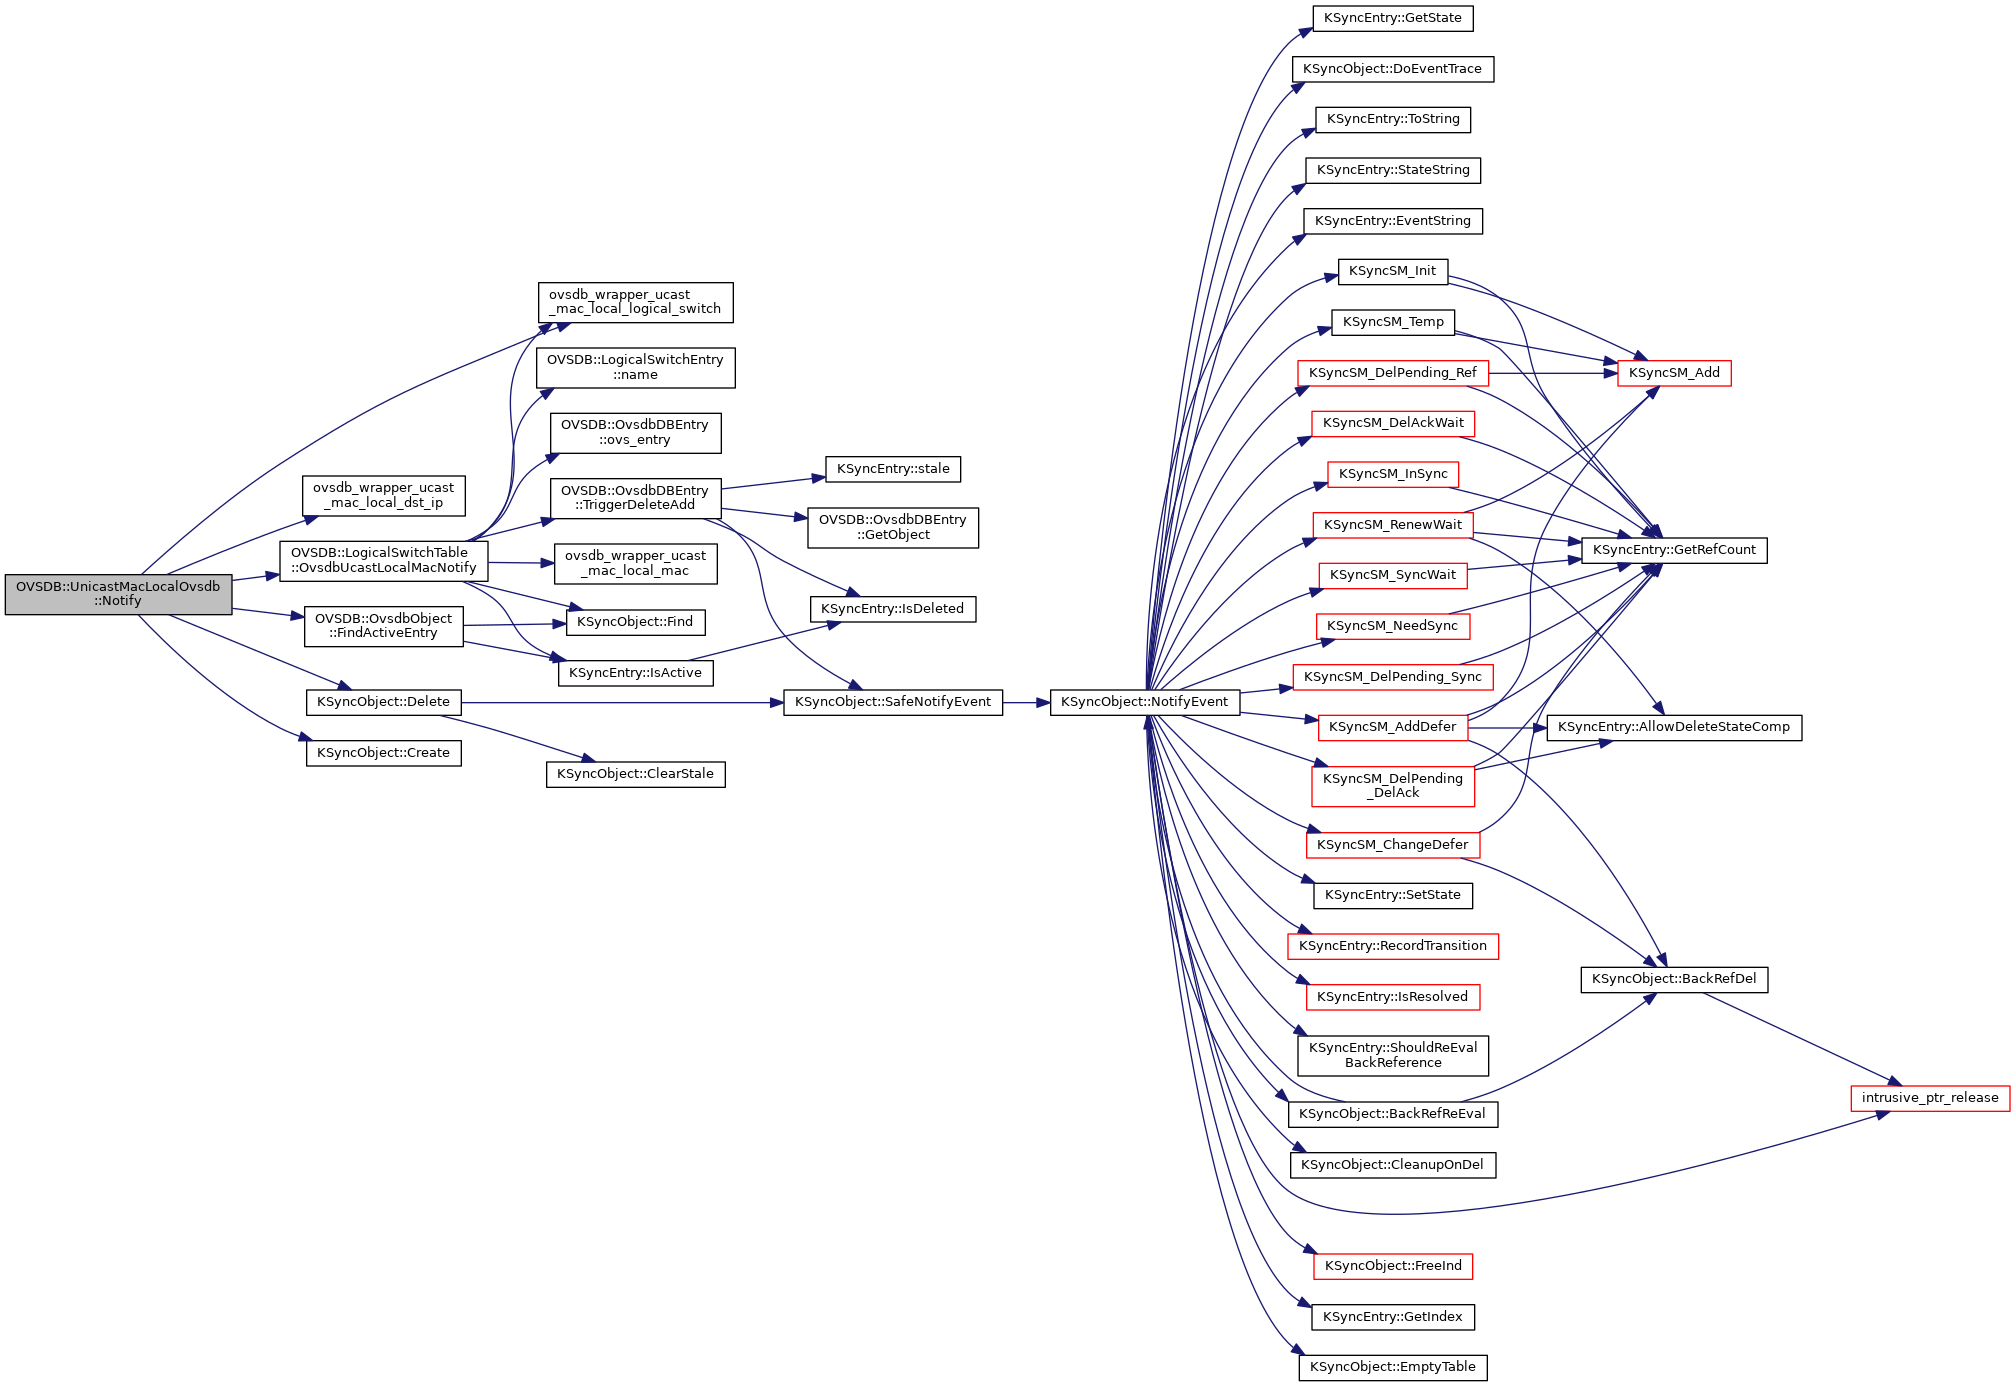 OVSDB::UnicastMacLocalOvsdb
::Notify
ovsdb_wrapper_ucast
_mac_local_dst_ip
OVSDB::LogicalSwitchTable
::OvsdbUcastLocalMacNotify
OVSDB::OvsdbObject
::FindActiveEntry
KSyncObject::Delete
KSyncObject::Create
ovsdb_wrapper_ucast
_mac_local_logical_switch
OVSDB::LogicalSwitchEntry
::name
OVSDB::OvsdbDBEntry
::ovs_entry
OVSDB::OvsdbDBEntry
::TriggerDeleteAdd
ovsdb_wrapper_ucast
_mac_local_mac
KSyncObject::Find
KSyncEntry::IsActive
KSyncObject::ClearStale
KSyncEntry::stale
OVSDB::OvsdbDBEntry
::GetObject
KSyncEntry::IsDeleted
KSyncObject::SafeNotifyEvent
KSyncObject::NotifyEvent
KSyncEntry::GetState
KSyncObject::DoEventTrace
KSyncEntry::ToString
KSyncEntry::StateString
KSyncEntry::EventString
KSyncSM_Init
KSyncSM_Temp
KSyncSM_DelPending_Ref
KSyncSM_DelAckWait
KSyncSM_InSync
KSyncSM_RenewWait
KSyncSM_SyncWait
KSyncSM_NeedSync
KSyncSM_DelPending_Sync
KSyncSM_AddDefer
KSyncSM_DelPending
_DelAck
KSyncSM_ChangeDefer
KSyncEntry::SetState
KSyncEntry::RecordTransition
KSyncEntry::IsResolved
KSyncEntry::ShouldReEval
BackReference
KSyncObject::BackRefReEval
KSyncObject::CleanupOnDel
KSyncObject::FreeInd
KSyncEntry::GetIndex
KSyncObject::EmptyTable
KSyncSM_Add
KSyncEntry::GetRefCount
KSyncEntry::AllowDeleteStateComp
KSyncObject::BackRefDel
intrusive_ptr_release